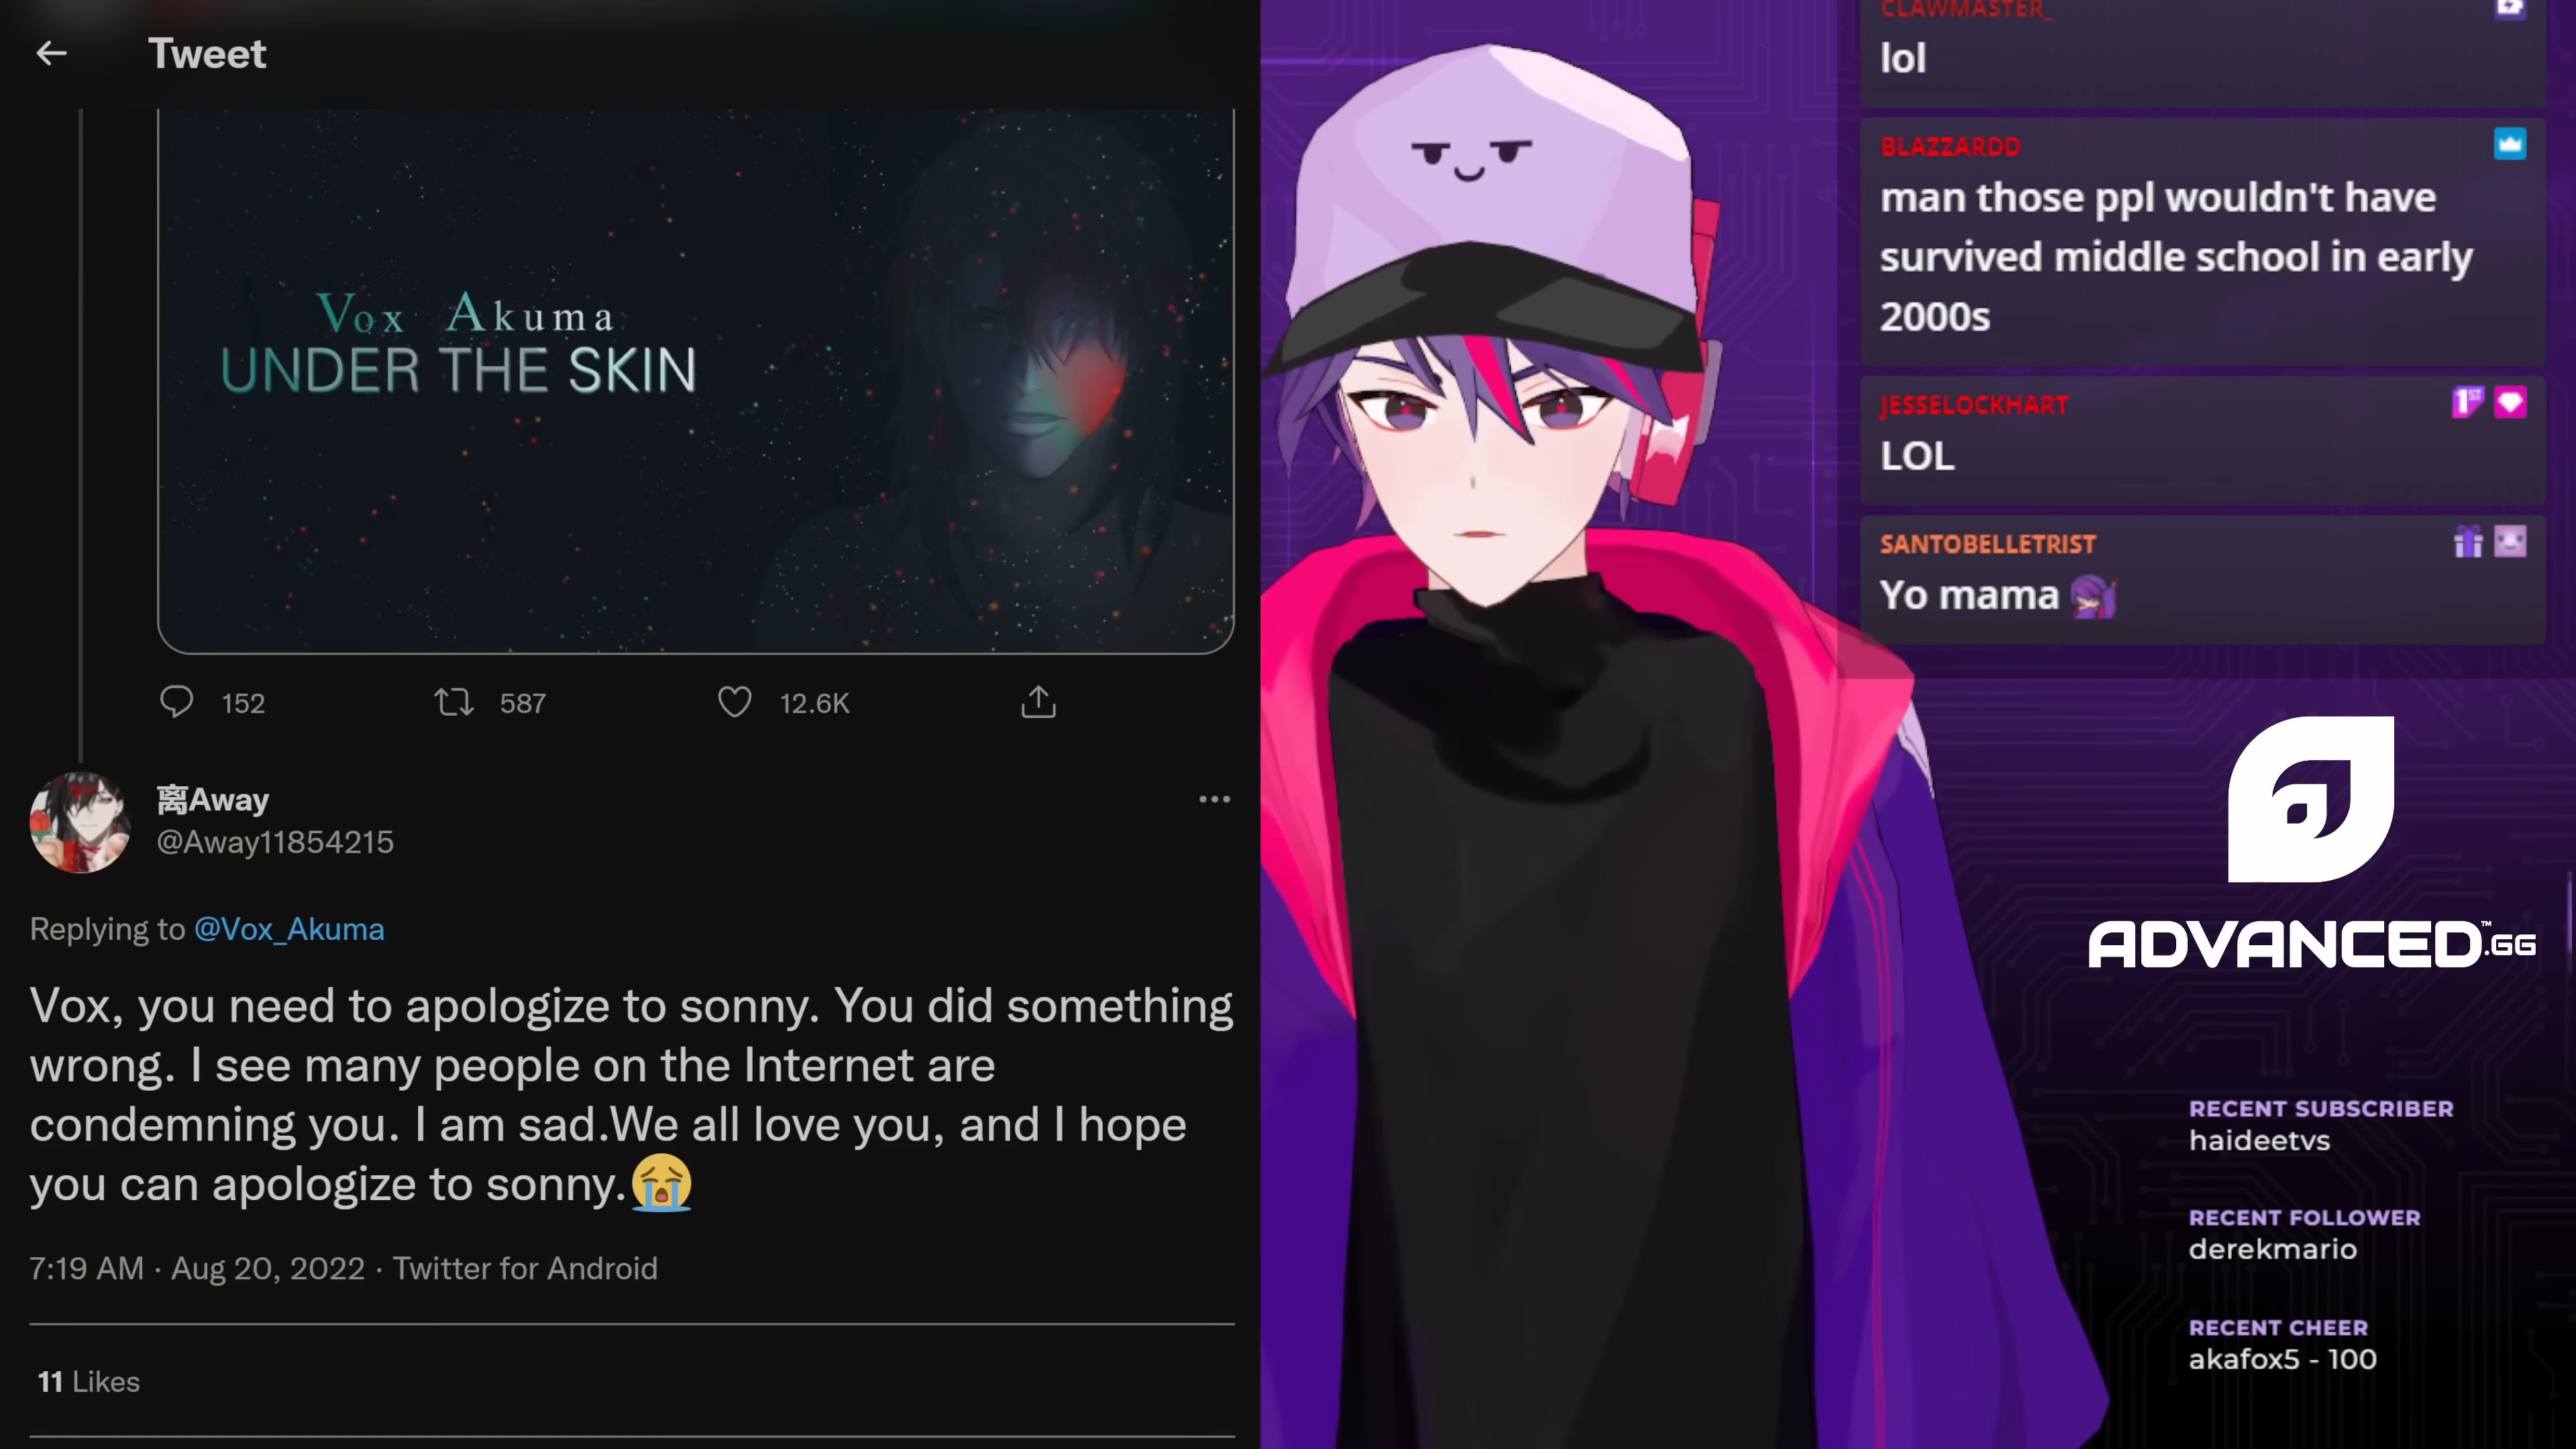 Tweet
Vox Akuma
UNDER THE SKIN
152
587
12.6K
离Away
@Away11854215
Replying to @Vox_Akuma
Vox, you need to apologize to sonny. You did something
wrong. I see many people on the Internet are
condemning you. I am sad.We all love you, and I hope
you can apologize to sonny.😭
7:19 AM · Aug 20, 2022 · Twitter for Android
11 Likes
CLAWMASTER_
lol
BLAZZARDD
man those ppl wouldn't have
survived middle school in early
2000s
JESSELOCKHART
1ST
LOL
SANTOBELLETRIST
Yo mama
ADVANCED.GG™
RECENT SUBSCRIBER
haideetvs
RECENT FOLLOWER
derekmario
RECENT CHEER
akafox5 - 100